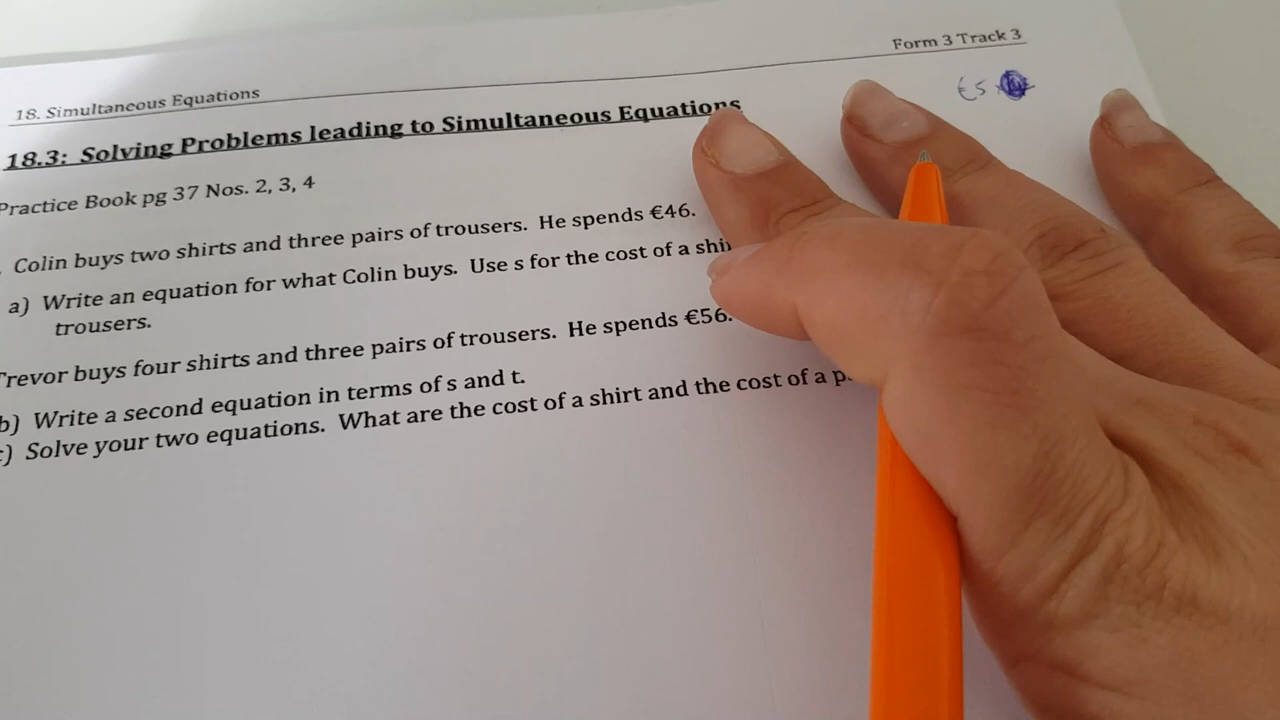 Form 3 Track 3
18. Simultaneous Equations
€5
18.3: Solving Problems leading to Simultaneous Equations
Practice Book pg 37 Nos. 2, 3, 4
Colin buys two shirts and three pairs of trousers. He spends €46.
a) Write an equation for what Colin buys. Use s for the cost of a
trousers.
Trevor buys four shirts and three pairs of trousers. He spends €56.
b) Write a second equation in terms of s and t.
c) Solve your two equations. What are the cost of a shirt and the cost of a